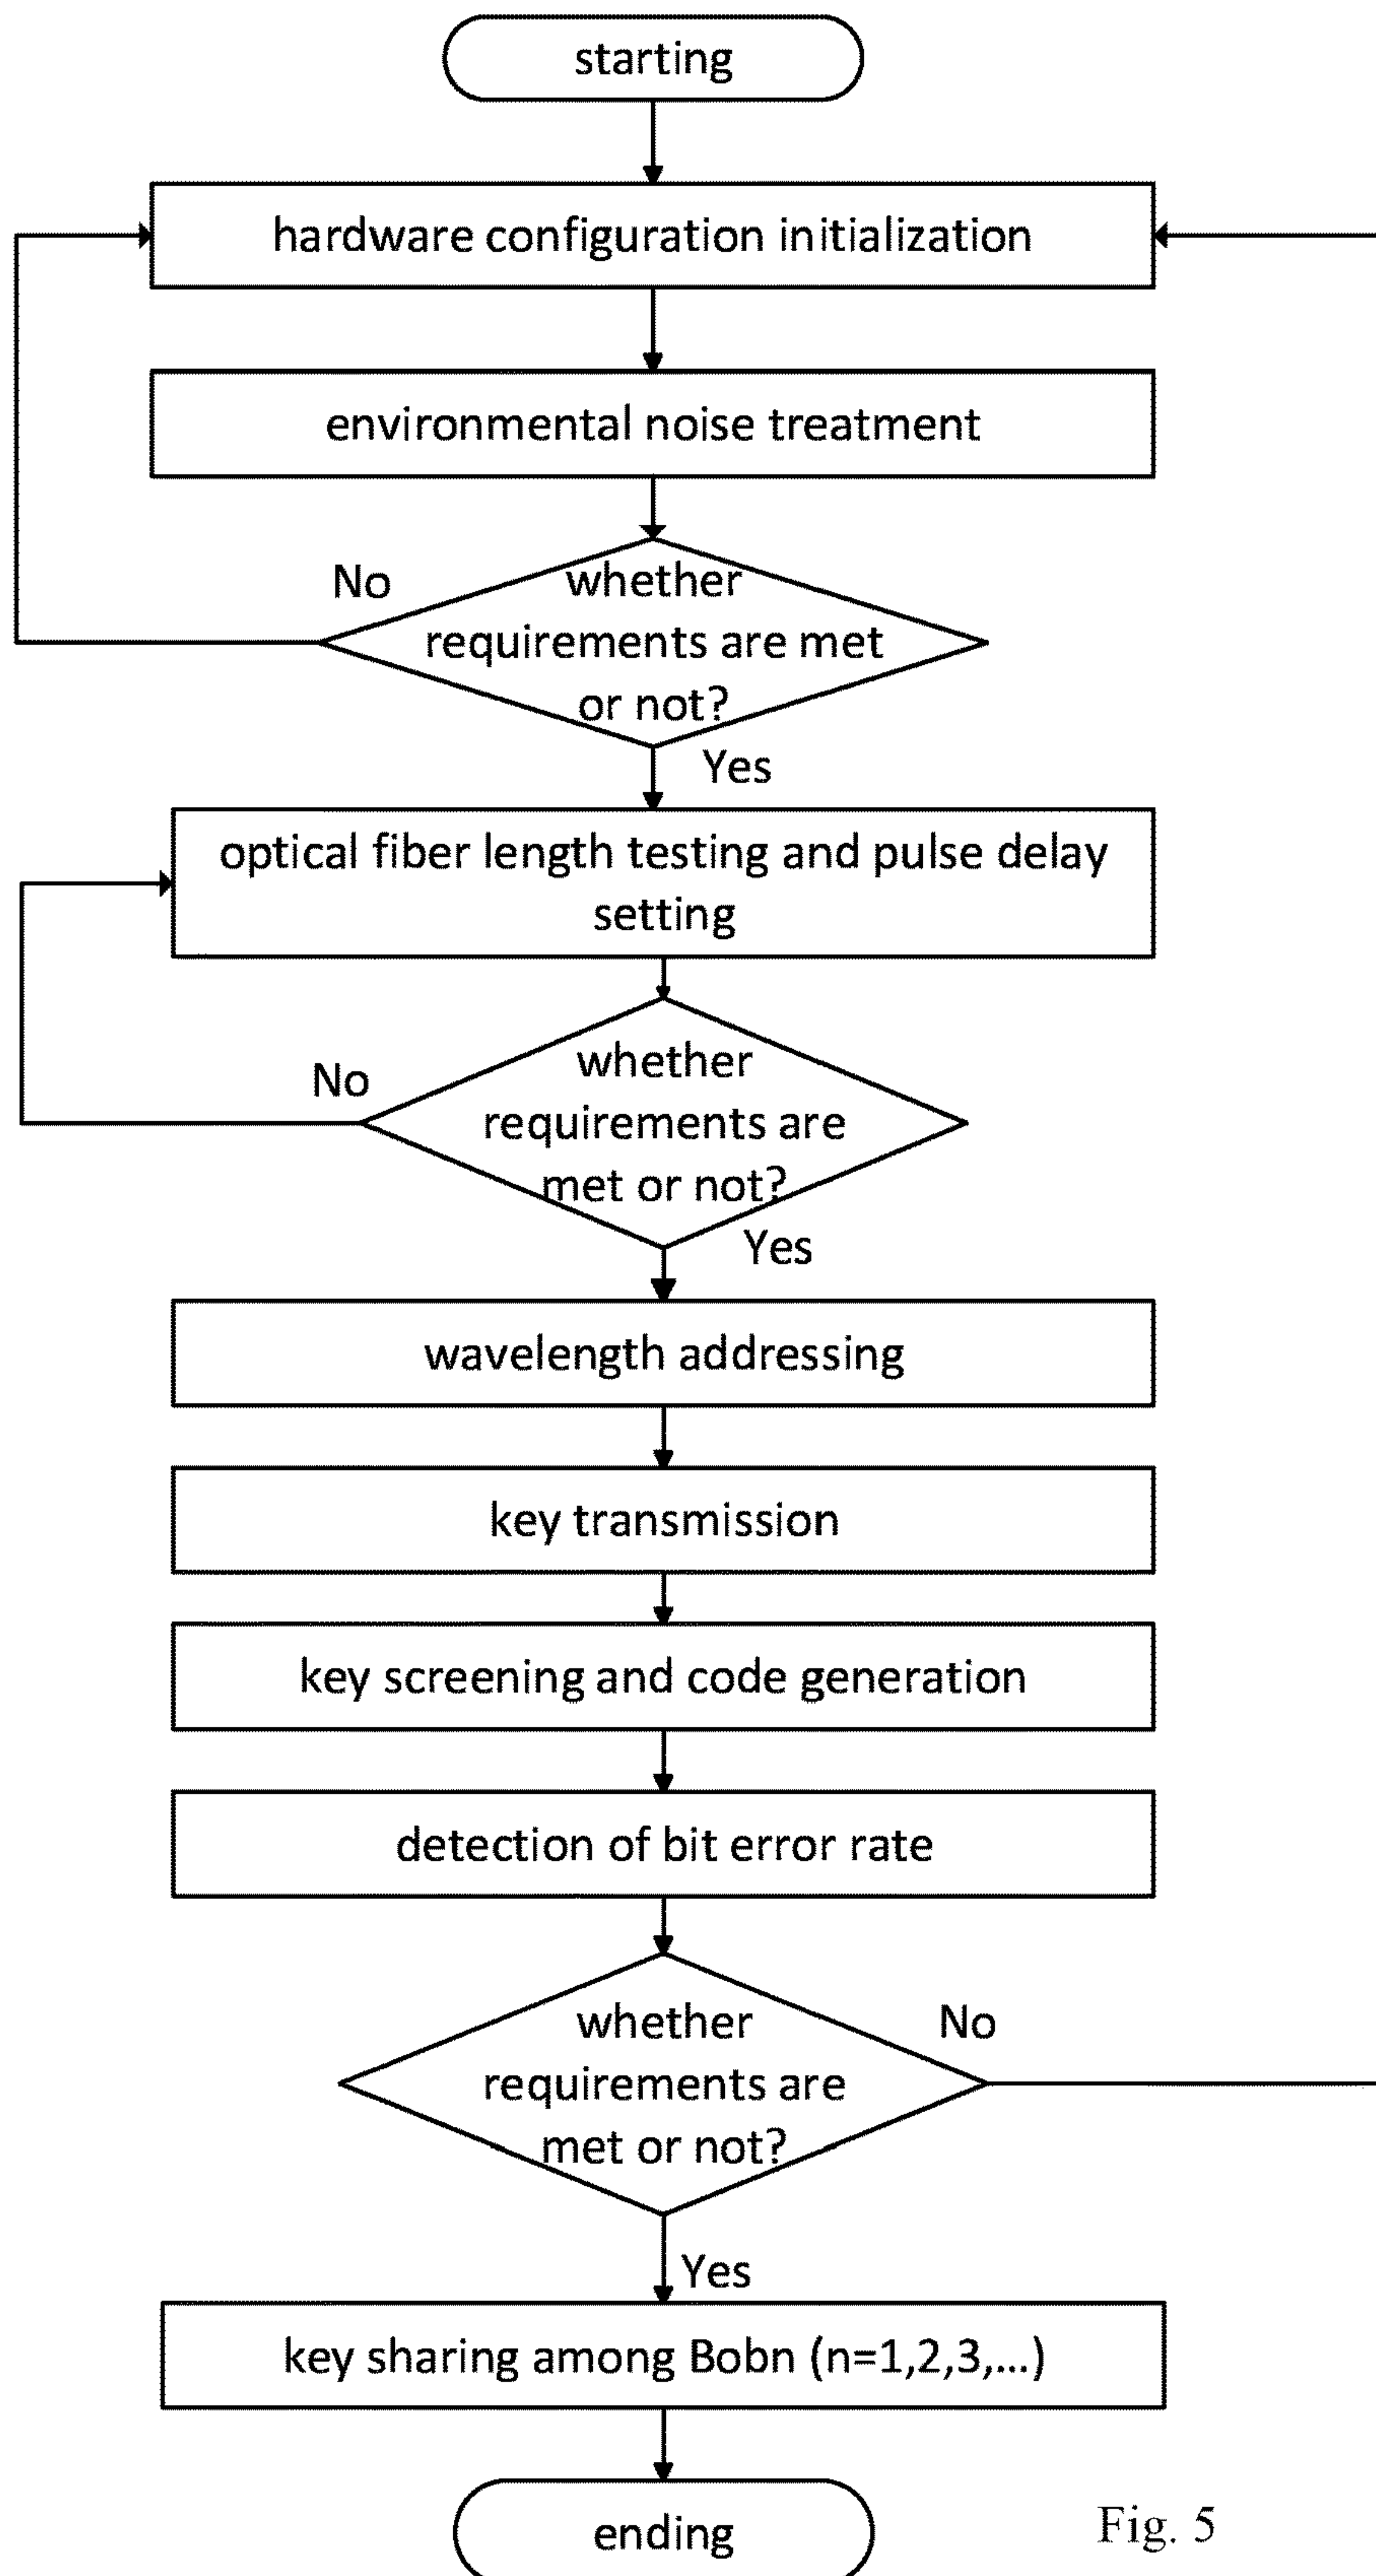 starting
hardware configuration initialization
environmental noise treatment
No
whether
requirements are met
or not?
Yes
optical fiber length testing and pulse delay
setting
No
whether
requirements are
met or not?
Yes
wavelength addressing
key transmission
key screening and code generation
detection of bit error rate
whether
No
requirements are
met or not?
Yes
key sharing among Bobn (n=1,2,3,...)
ending
Fig. 5